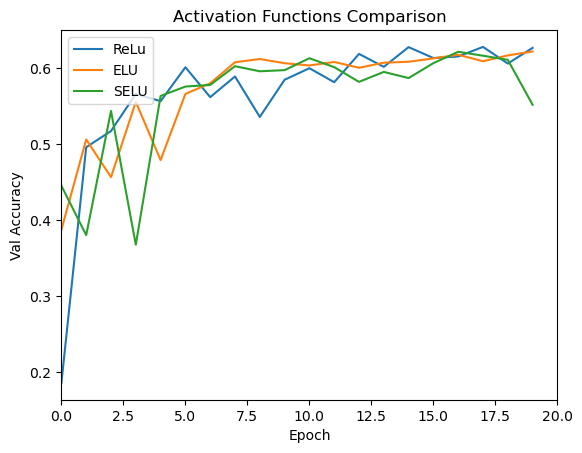 Activation Functions Comparison
ReLu
ELU
SELU
Val Accuracy
0.6
0.5
0.4
0.3
0.2
0.0 2.5 5.0 7.5 10.0 12.5 15.0 17.5 20.0
Epoch